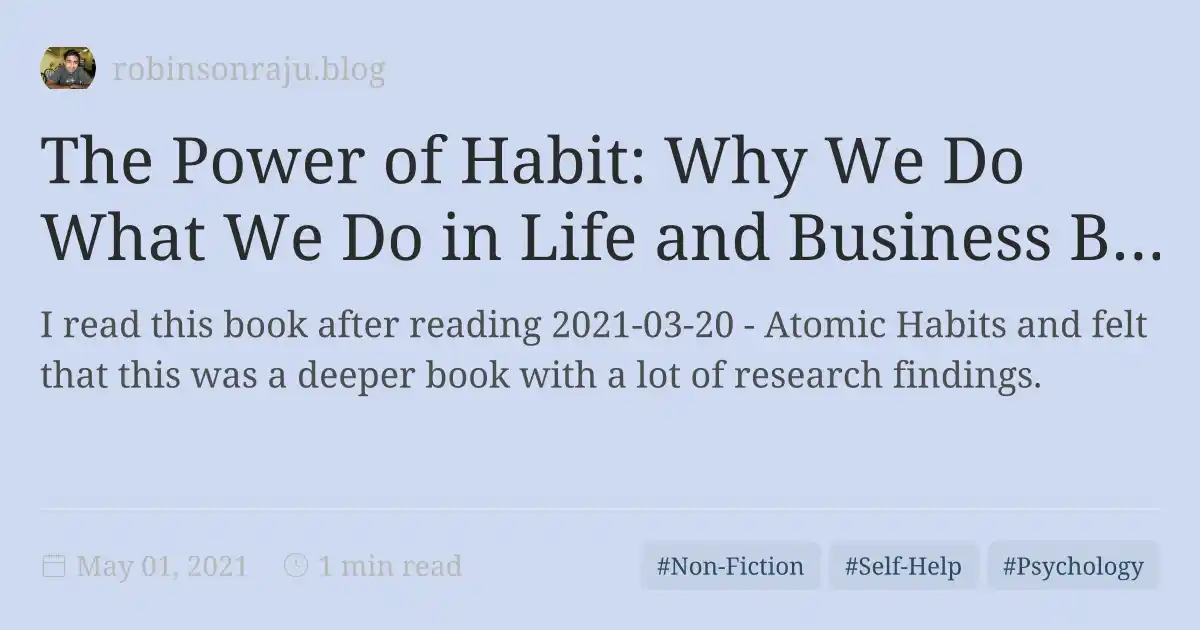 robinsonraju.blog
The Power of Habit: Why We Do
What We Do in Life and Business B...
I read this book after reading 2021-03-20 - Atomic Habits and felt
that this was a deeper book with a lot of research findings.
May 01, 2021 1 min read #Non-Fiction #Self-Help #Psychology